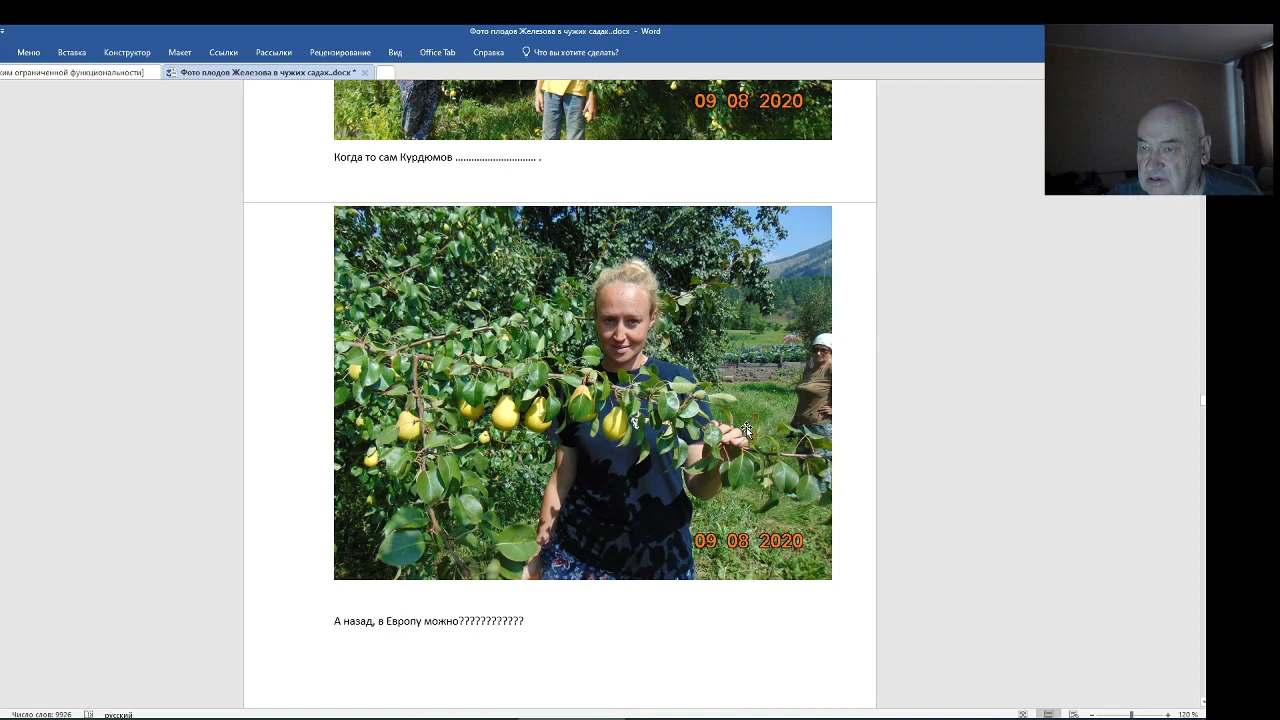 Фото плодов Железова в чужих садах..docx - Word
Меню Вставка Конструктор Макет Ссылки Рассылки Рецензирование Вид Office Tab Справка Что вы хотите сделать?
ким ограниченной функциональности] Фото плодов Железова в чужих садах..docx *
09 08 2020
Когда то сам Курдюмов .............................. .
09 08 2020
А назад, в Европу можно????????????
Число слов: 9926 русский 120 %